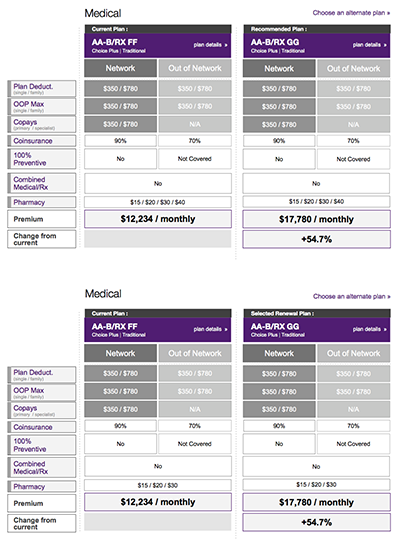 Medical
Choose an alternate plan »
Current Plan :
Recommended Plan :
AA-B/RX FF
Choice Plus | Traditional
plan details »
AA-B/RX GG
Choice Plus | Traditional
plan details »
Network Out of Network Network Out of Network
Plan Deduct.
(single / family)
$350 / $780 $350 / $780 $350 / $780 $350 / $780
OOP Max
(single / family)
$350 / $780 $350 / $780 $350 / $780 $350 / $780
Copays
(primary / specialist)
$350 / $780 N/A $350 / $780 N/A
Coinsurance 90% 70% 90% 70%
100%
Preventive
No Not Covered No Not Covered
Combined
Medical/Rx
No No
Pharmacy $15 / $20 / $30 / $40 $15 / $20 / $30 / $40
Premium $12,234 / monthly $17,780 / monthly
Change from
current
+54.7%
Medical
Choose an alternate plan »
Current Plan :
Selected Renewal Plan :
AA-B/RX FF
Choice Plus | Traditional
plan details »
AA-B/RX GG
Choice Plus | Traditional
plan details »
Network Out of Network Network Out of Network
Plan Deduct.
(single / family)
$350 / $780 $350 / $780 $350 / $780 $350 / $780
OOP Max
(single / family)
$350 / $780 $350 / $780 $350 / $780 $350 / $780
Copays
(primary / specialist)
$350 / $780 N/A $350 / $780 N/A
Coinsurance 90% 70% 90% 70%
100%
Preventive
No Not Covered No Not Covered
Combined
Medical/Rx
No No
Pharmacy $15 / $20 / $30 $15 / $20 / $30
Premium $12,234 / monthly $17,780 / monthly
Change from
current
+54.7%